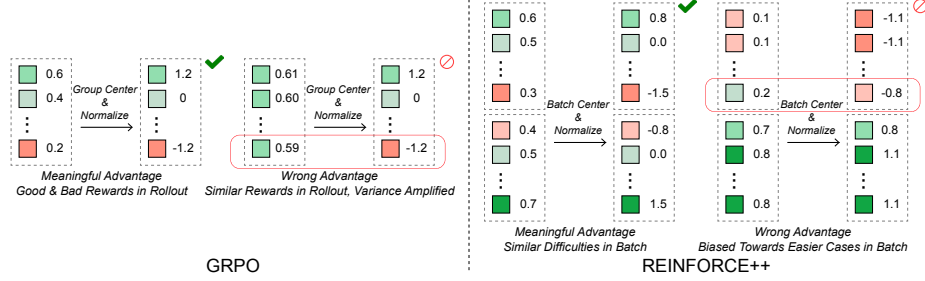 0.6
0.4
0.2
Group Center
&
Normalize
1.2
0
-1.2
Meaningful Advantage
Good & Bad Rewards in Rollout
0.61
0.60
0.59
Group Center
&
Normalize
1.2
0
-1.2
Wrong Advantage
Similar Rewards in Rollout, Variance Amplified
GRPO
0.6
0.5
0.3
0.4
0.5
0.7
Batch Center
&
Normalize
0.8
0.0
-1.5
-0.8
0.0
1.5
Meaningful Advantage
Similar Difficulties in Batch
0.1
0.1
0.2
0.7
0.8
0.8
Batch Center
&
Normalize
-1.1
-1.1
-0.8
0.8
1.1
1.1
Wrong Advantage
Biased Towards Easier Cases in Batch
REINFORCE++